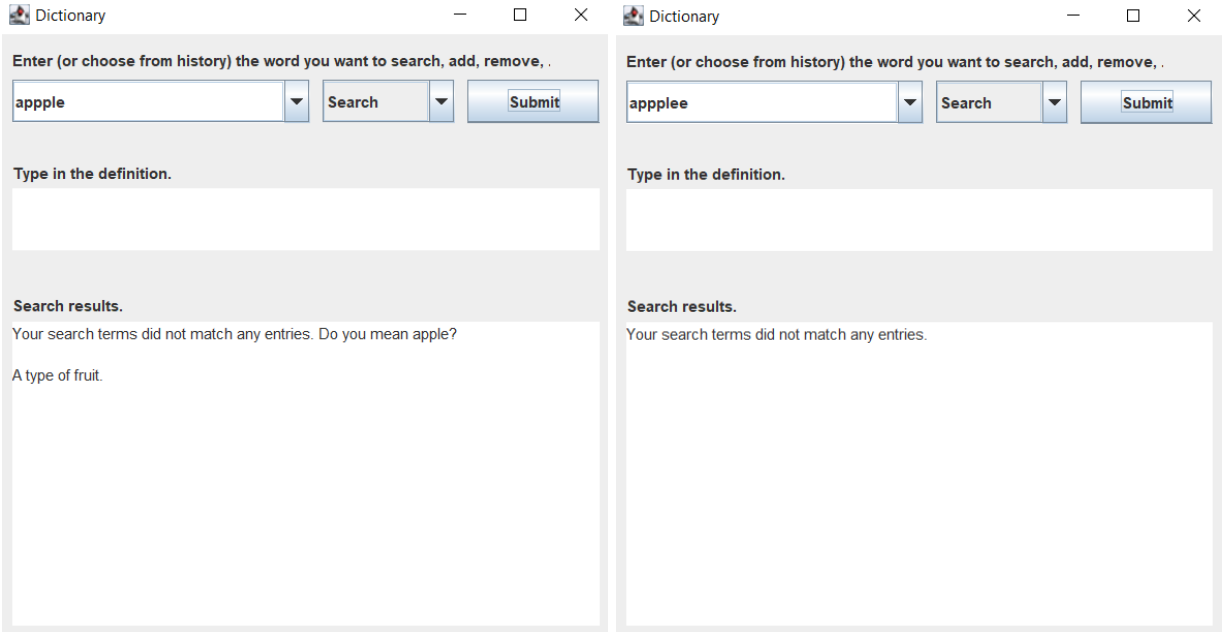 Dictionary
Enter (or choose from history) the word you want to search, add, remove, .
appple
Search
Submit
Type in the definition.
Search results.
Your search terms did not match any entries. Do you mean apple?
A type of fruit.
Dictionary
Enter (or choose from history) the word you want to search, add, remove, .
appplee
Search
Submit
Type in the definition.
Search results.
Your search terms did not match any entries.